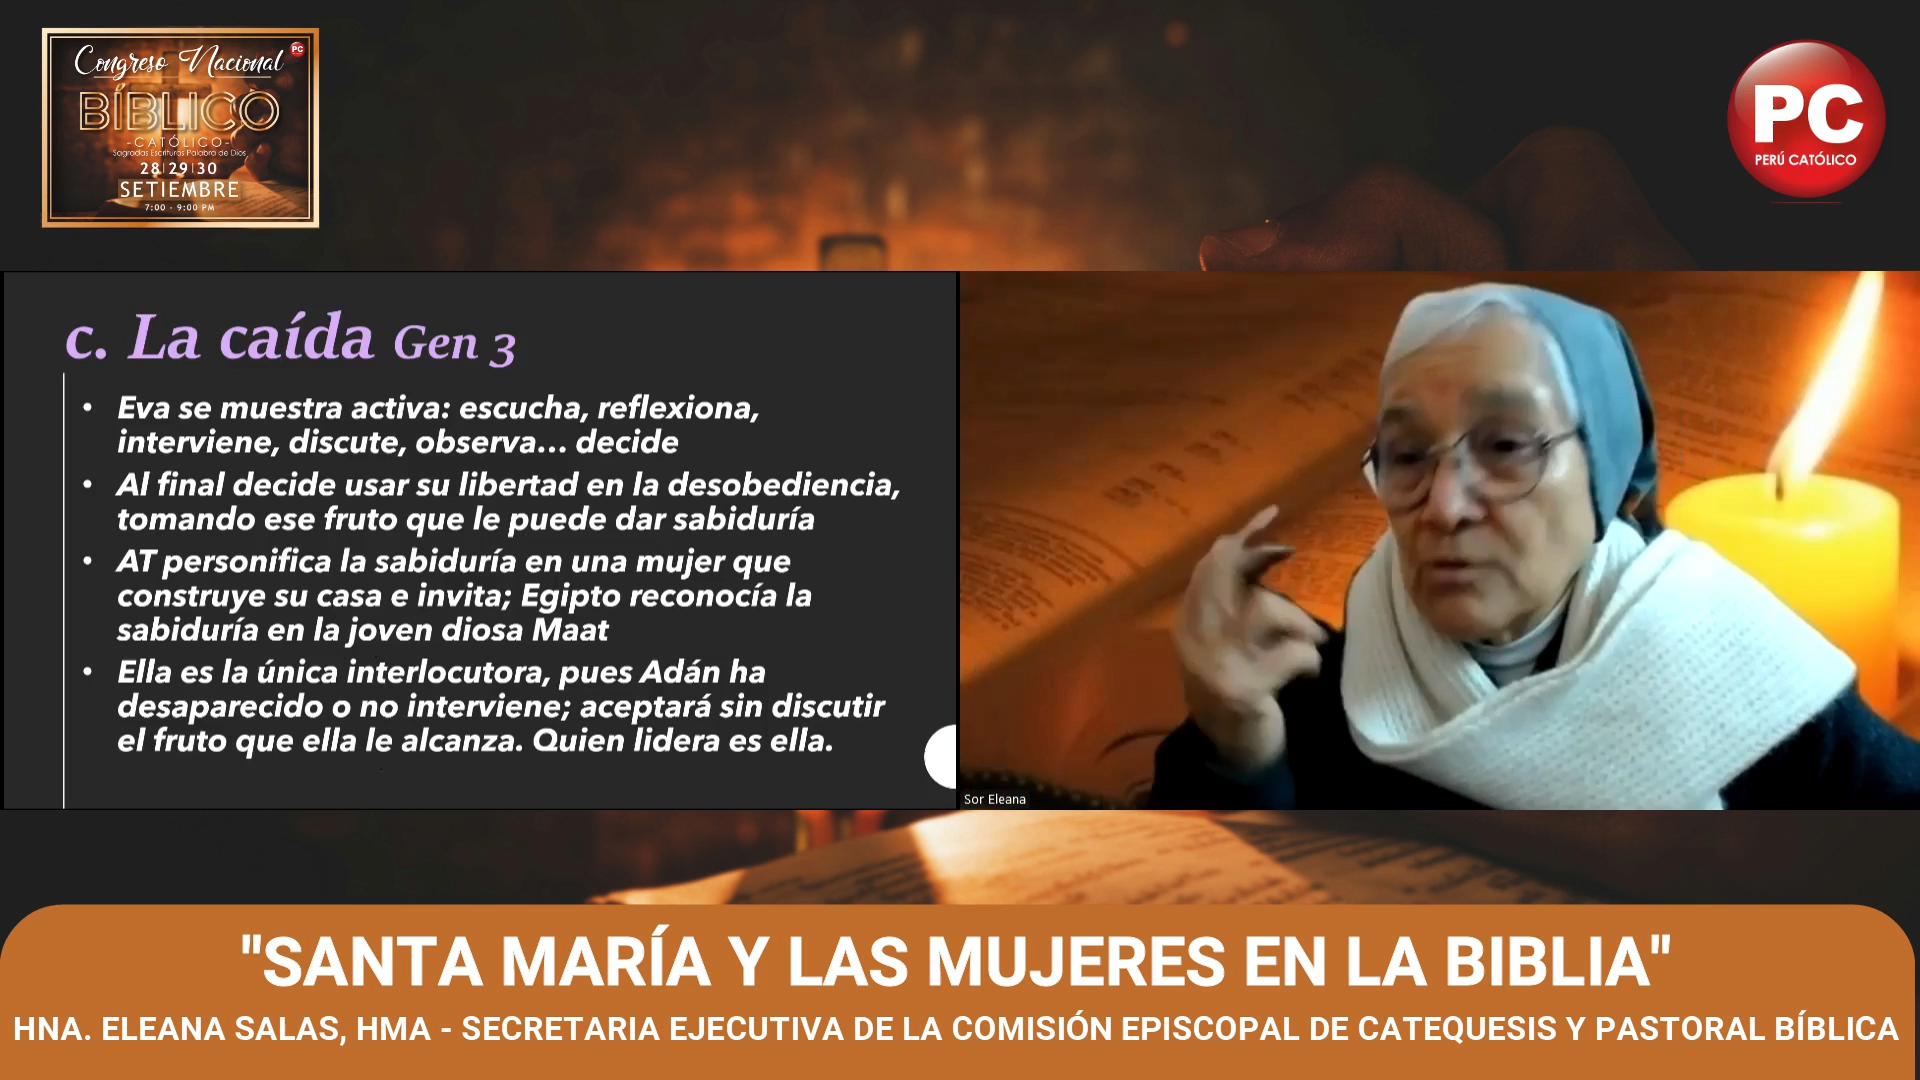 Congreso Nacional
PC
BÍBLICO
-CATÓLICO-
Sagradas Escrituras Palabra de Dios
28|29|30
SETIEMBRE
7:00 - 9:00 PM
PC
PERÚ CATÓLICO
c. La caída Gen 3
• Eva se muestra activa: escucha, reflexiona,
interviene, discute, observa... decide
• Al final decide usar su libertad en la desobediencia,
tomando ese fruto que le puede dar sabiduría
• AT personifica la sabiduría en una mujer que
construye su casa e invita; Egipto reconocía la
sabiduría en la joven diosa Maat
• Ella es la única interlocutora, pues Adán ha
desaparecido o no interviene; aceptará sin discutir
el fruto que ella le alcanza. Quien lidera es ella.
Sor Eleana
"SANTA MARÍA Y LAS MUJERES EN LA BIBLIA"
HNA. ELEANA SALAS, HMA - SECRETARIA EJECUTIVA DE LA COMISIÓN EPISCOPAL DE CATEQUESIS Y PASTORAL BÍBLICA